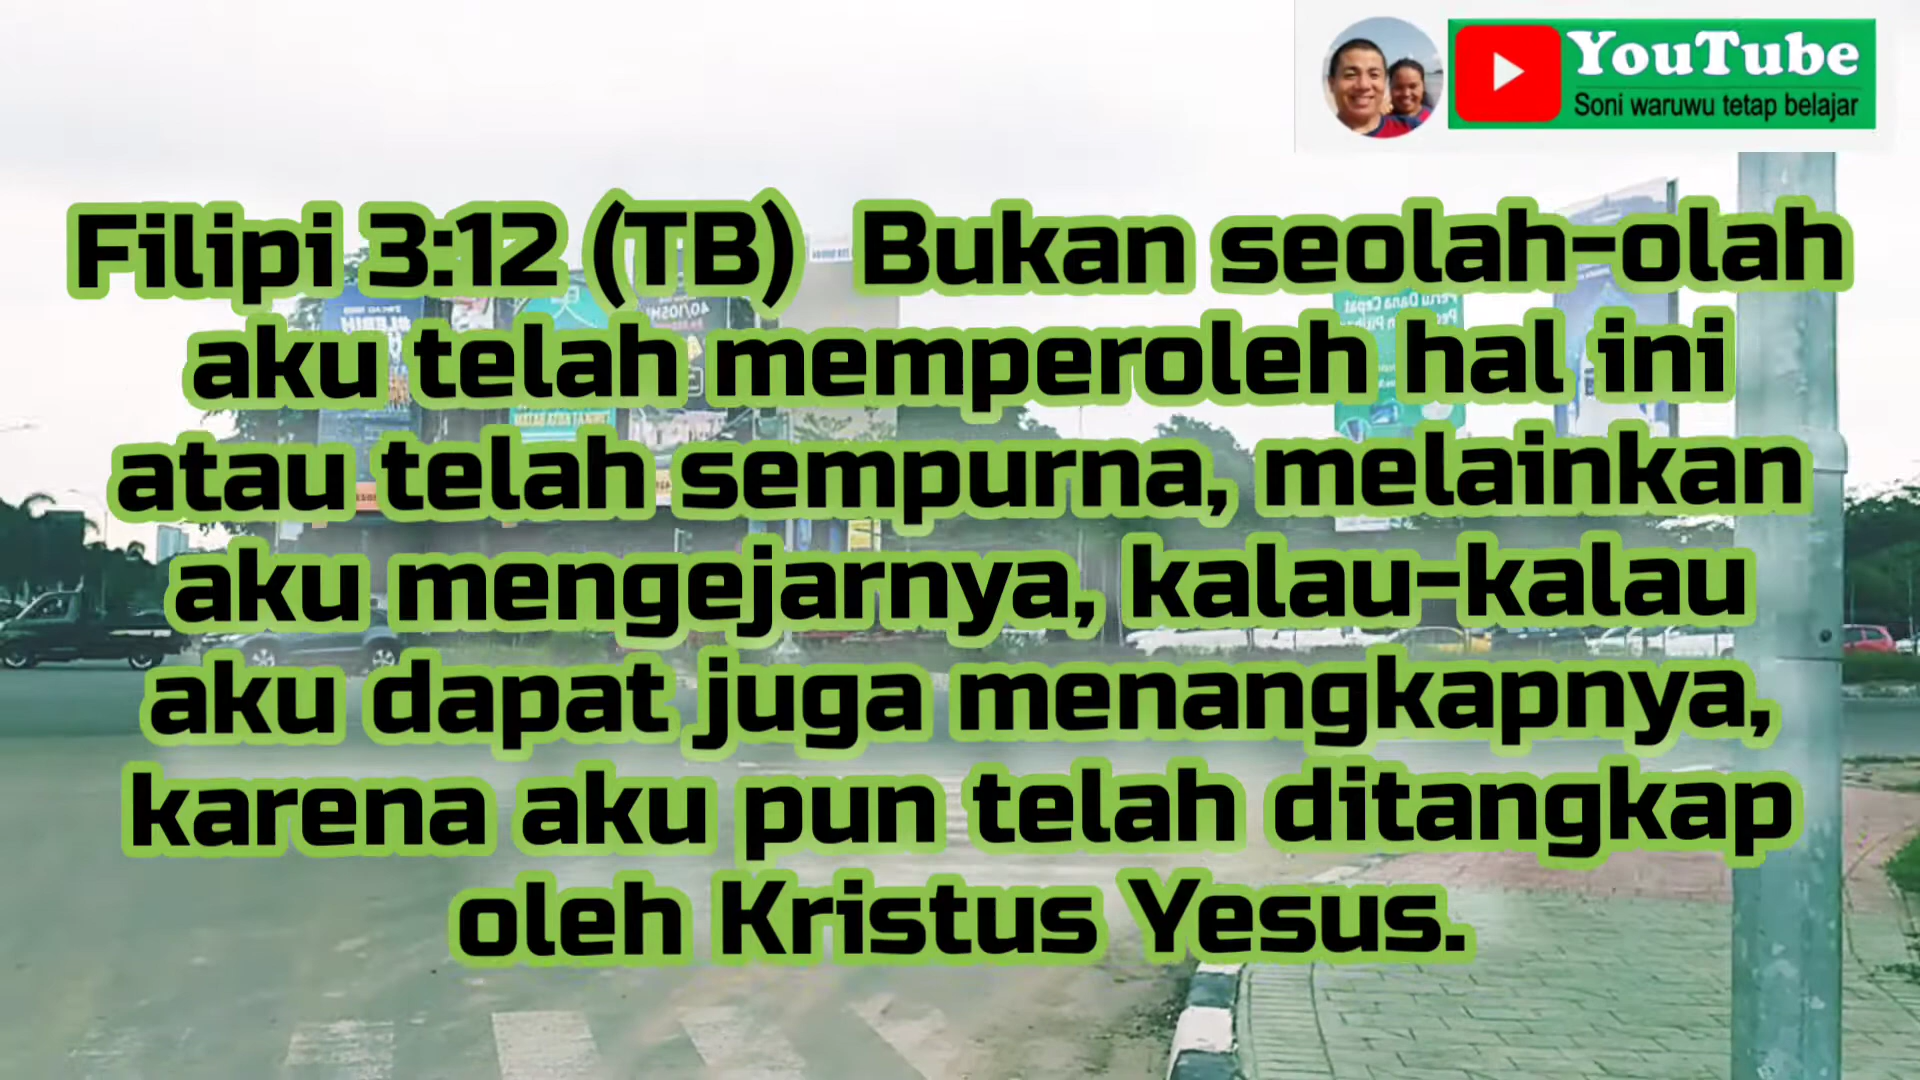 YouTube
Soni waruwu tetap belajar
Filipi 3:12 (TB) Bukan seolah-olah
aku telah memperoleh hal ini
atau telah sempurna, melainkan
aku mengejarnya, kalau-kalau
aku dapat juga menangkapnya,
karena aku pun telah ditangkap
oleh Kristus Yesus.